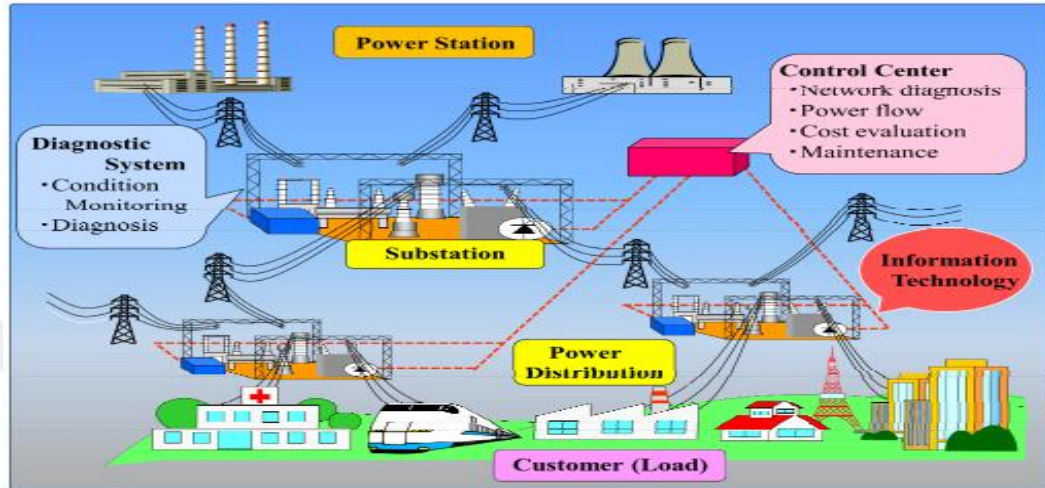 Power Station
Control Center
・Network diagnosis
・Power flow
・Cost evaluation
・Maintenance
Diagnostic
System
・Condition
Monitoring
・Diagnosis
Substation
Information
Technology
Power
Distribution
Customer (Load)